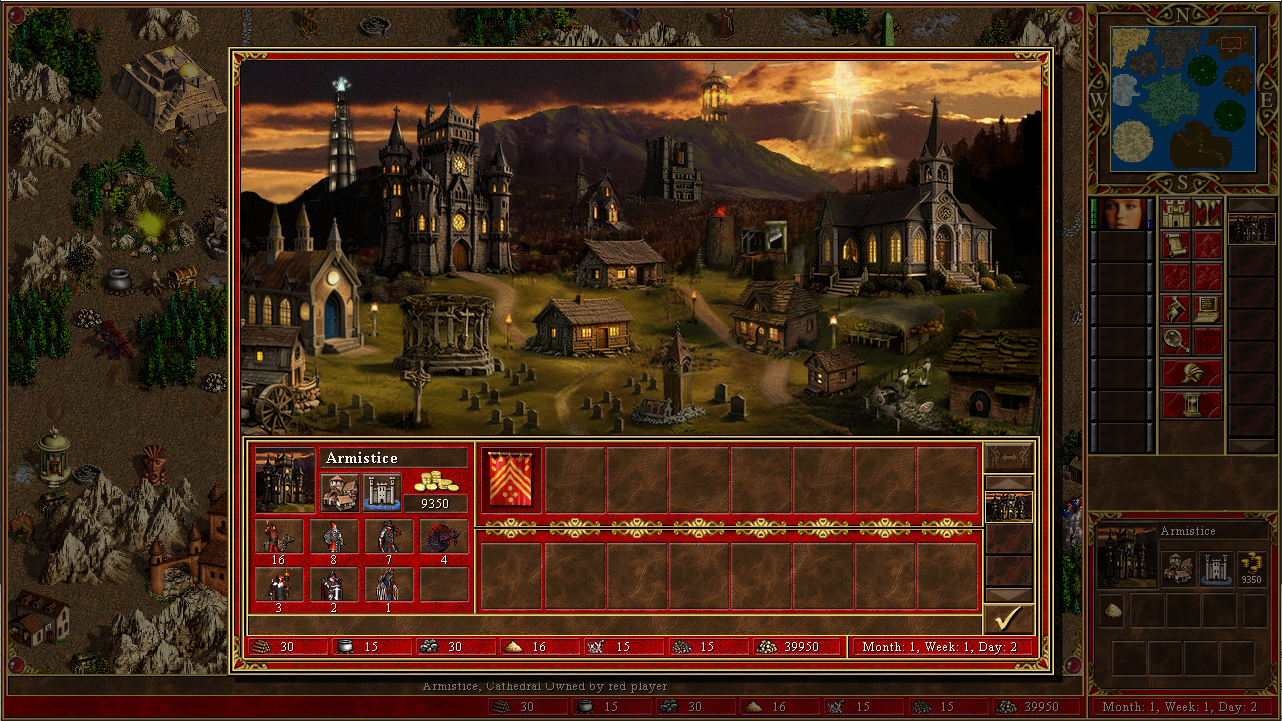 N
W
E
S
Armistice
9350
16 8 7 4
3 2 1
30 15 30 16 15 15 39950 Month: 1, Week: 1, Day: 2
Armistice
9350
Armistice, Cathedral Owned by red player
30 15 30 16 15 15 39950 Month: 1, Week: 1, Day: 2